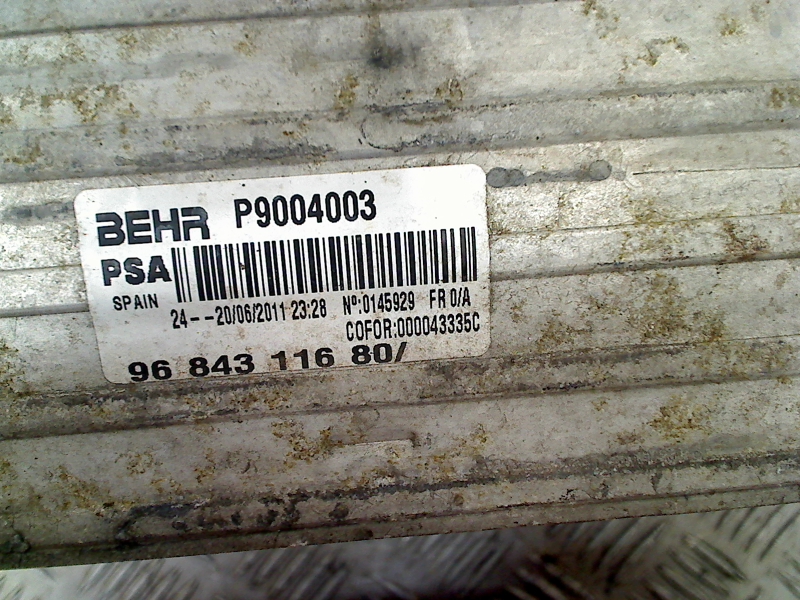 BEHR P9004003
PSA
SPAIN 24--20/06/2011 23:28 Nº:0145929 FR 0/A
COFOR:000043335C
96 843 116 80/